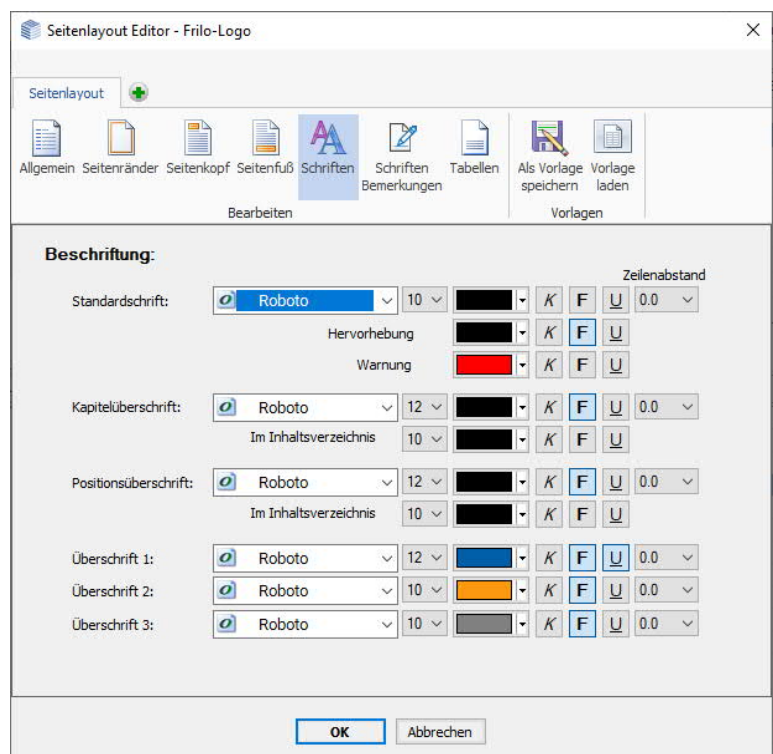 Seitenlayout Editor - Frilo-Logo
Seitenlayout
Allgemein Seitenränder Seitenkopf Seitenfuß Schriften Schriften Bemerkungen Tabellen Als Vorlage speichern Vorlage laden
Bearbeiten Vorlagen
Beschriftung:
Zeilenabstand
Standardschrift: Roboto 10 K F U 0.0
Hervorhebung K F U
Warnung K F U
Kapitelüberschrift: Roboto 12 K F U 0.0
Im Inhaltsverzeichnis 10 K F U
Positionsüberschrift: Roboto 12 K F U 0.0
Im Inhaltsverzeichnis 10 K F U
Überschrift 1: Roboto 12 K F U 0.0
Überschrift 2: Roboto 10 K F U 0.0
Überschrift 3: Roboto 10 K F U 0.0
OK Abbrechen